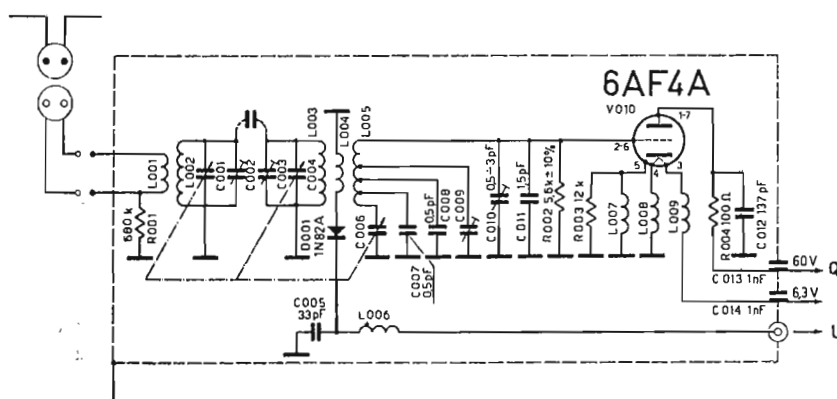 6AF4A
V010
1-7
2-6
5
4
3
L001
L002
C001
C002
C003
C004
L003
L004
L005
680 k
R001
D001
1N82A
C006
C007
0,5pF
0,5pF
C008
C009
C010
0,5÷3pF
C011
1,5pF
R002 5,6k ± 10%
R003 12 k
L007
L008
L009
R004 100 Ω
C012 137 pF
60V
Q
C013 1nF
6,3 V
C014 1nF
C005
33pF
L006